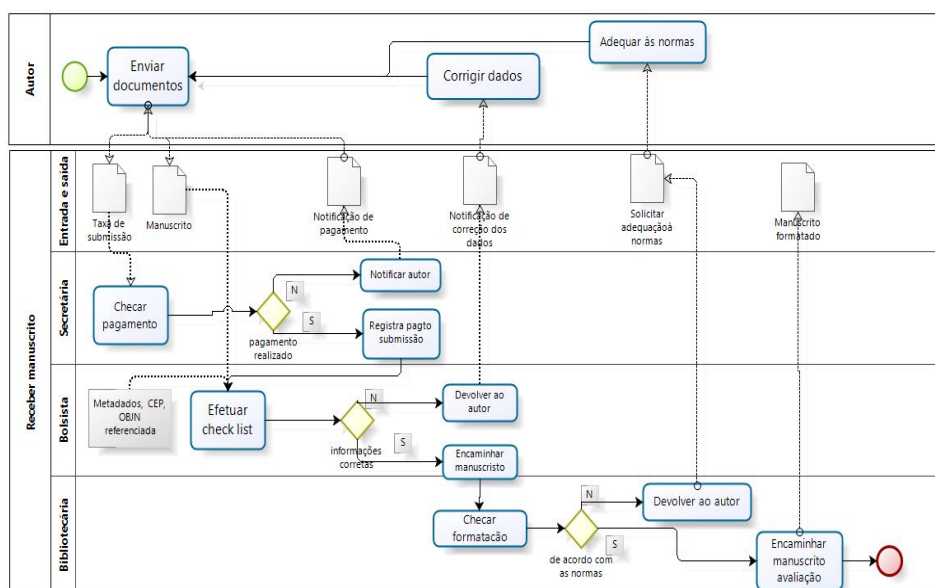 Autor
Enviar
documentos
Corrigir dados
Adequar às normas
Receber manuscrito
Entrada e saída
Taxa de
submissão
Manuscrito
Notificação de
pagamento
Notificação de
correção dos
dados
Solicitar
adequaçãoà
normas
Manuscrito
formatado
Secretária
Checar
pagamento
pagamento
realizado
N
S
Notificar autor
Registra pagto
submissão
Bolsista
Metadados, CEP,
OBJN
referenciada
Efetuar
check list
informações
corretas
N
S
Devolver ao
autor
Encaminhar
manuscristo
Bibliotecária
Checar
formatacão
de acordo com
as normas
N
S
Devolver ao autor
Encaminhar
manuscrito
avaliação